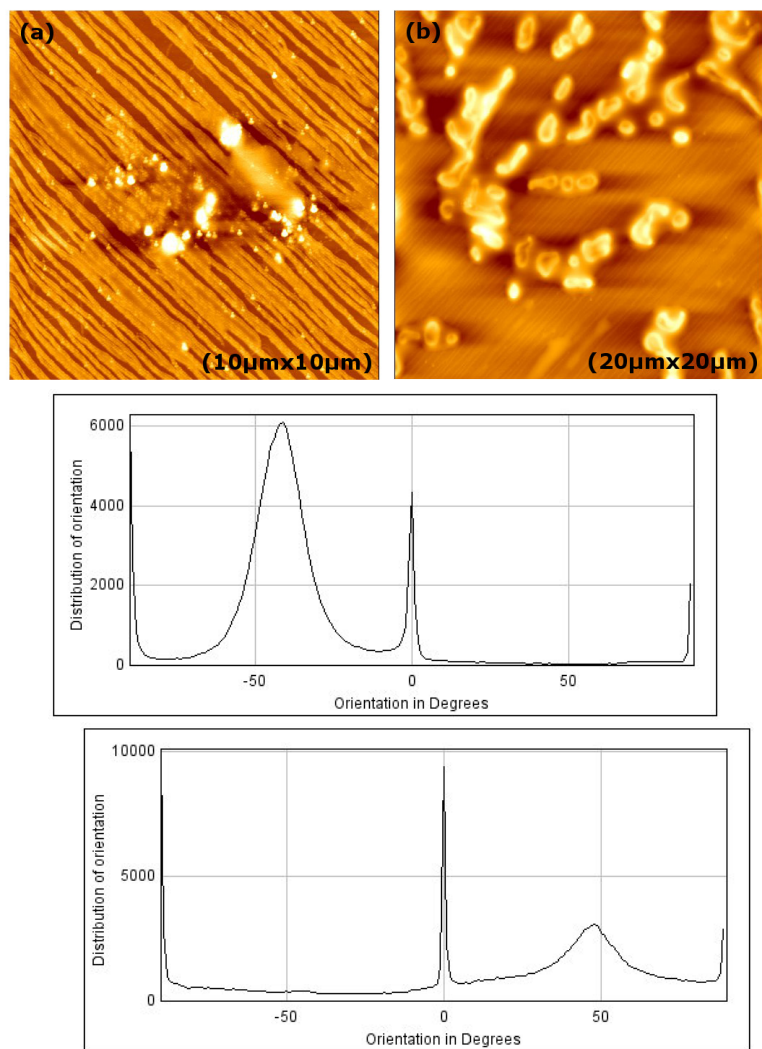 (a)
(b)
(10µmx10µm)
(20µmx20µm)
6000
4000
2000
0
Distribution of orientation
-50 0 50
Orientation in Degrees
10000
5000
0
Distribution of orientation
-50 0 50
Orientation in Degrees